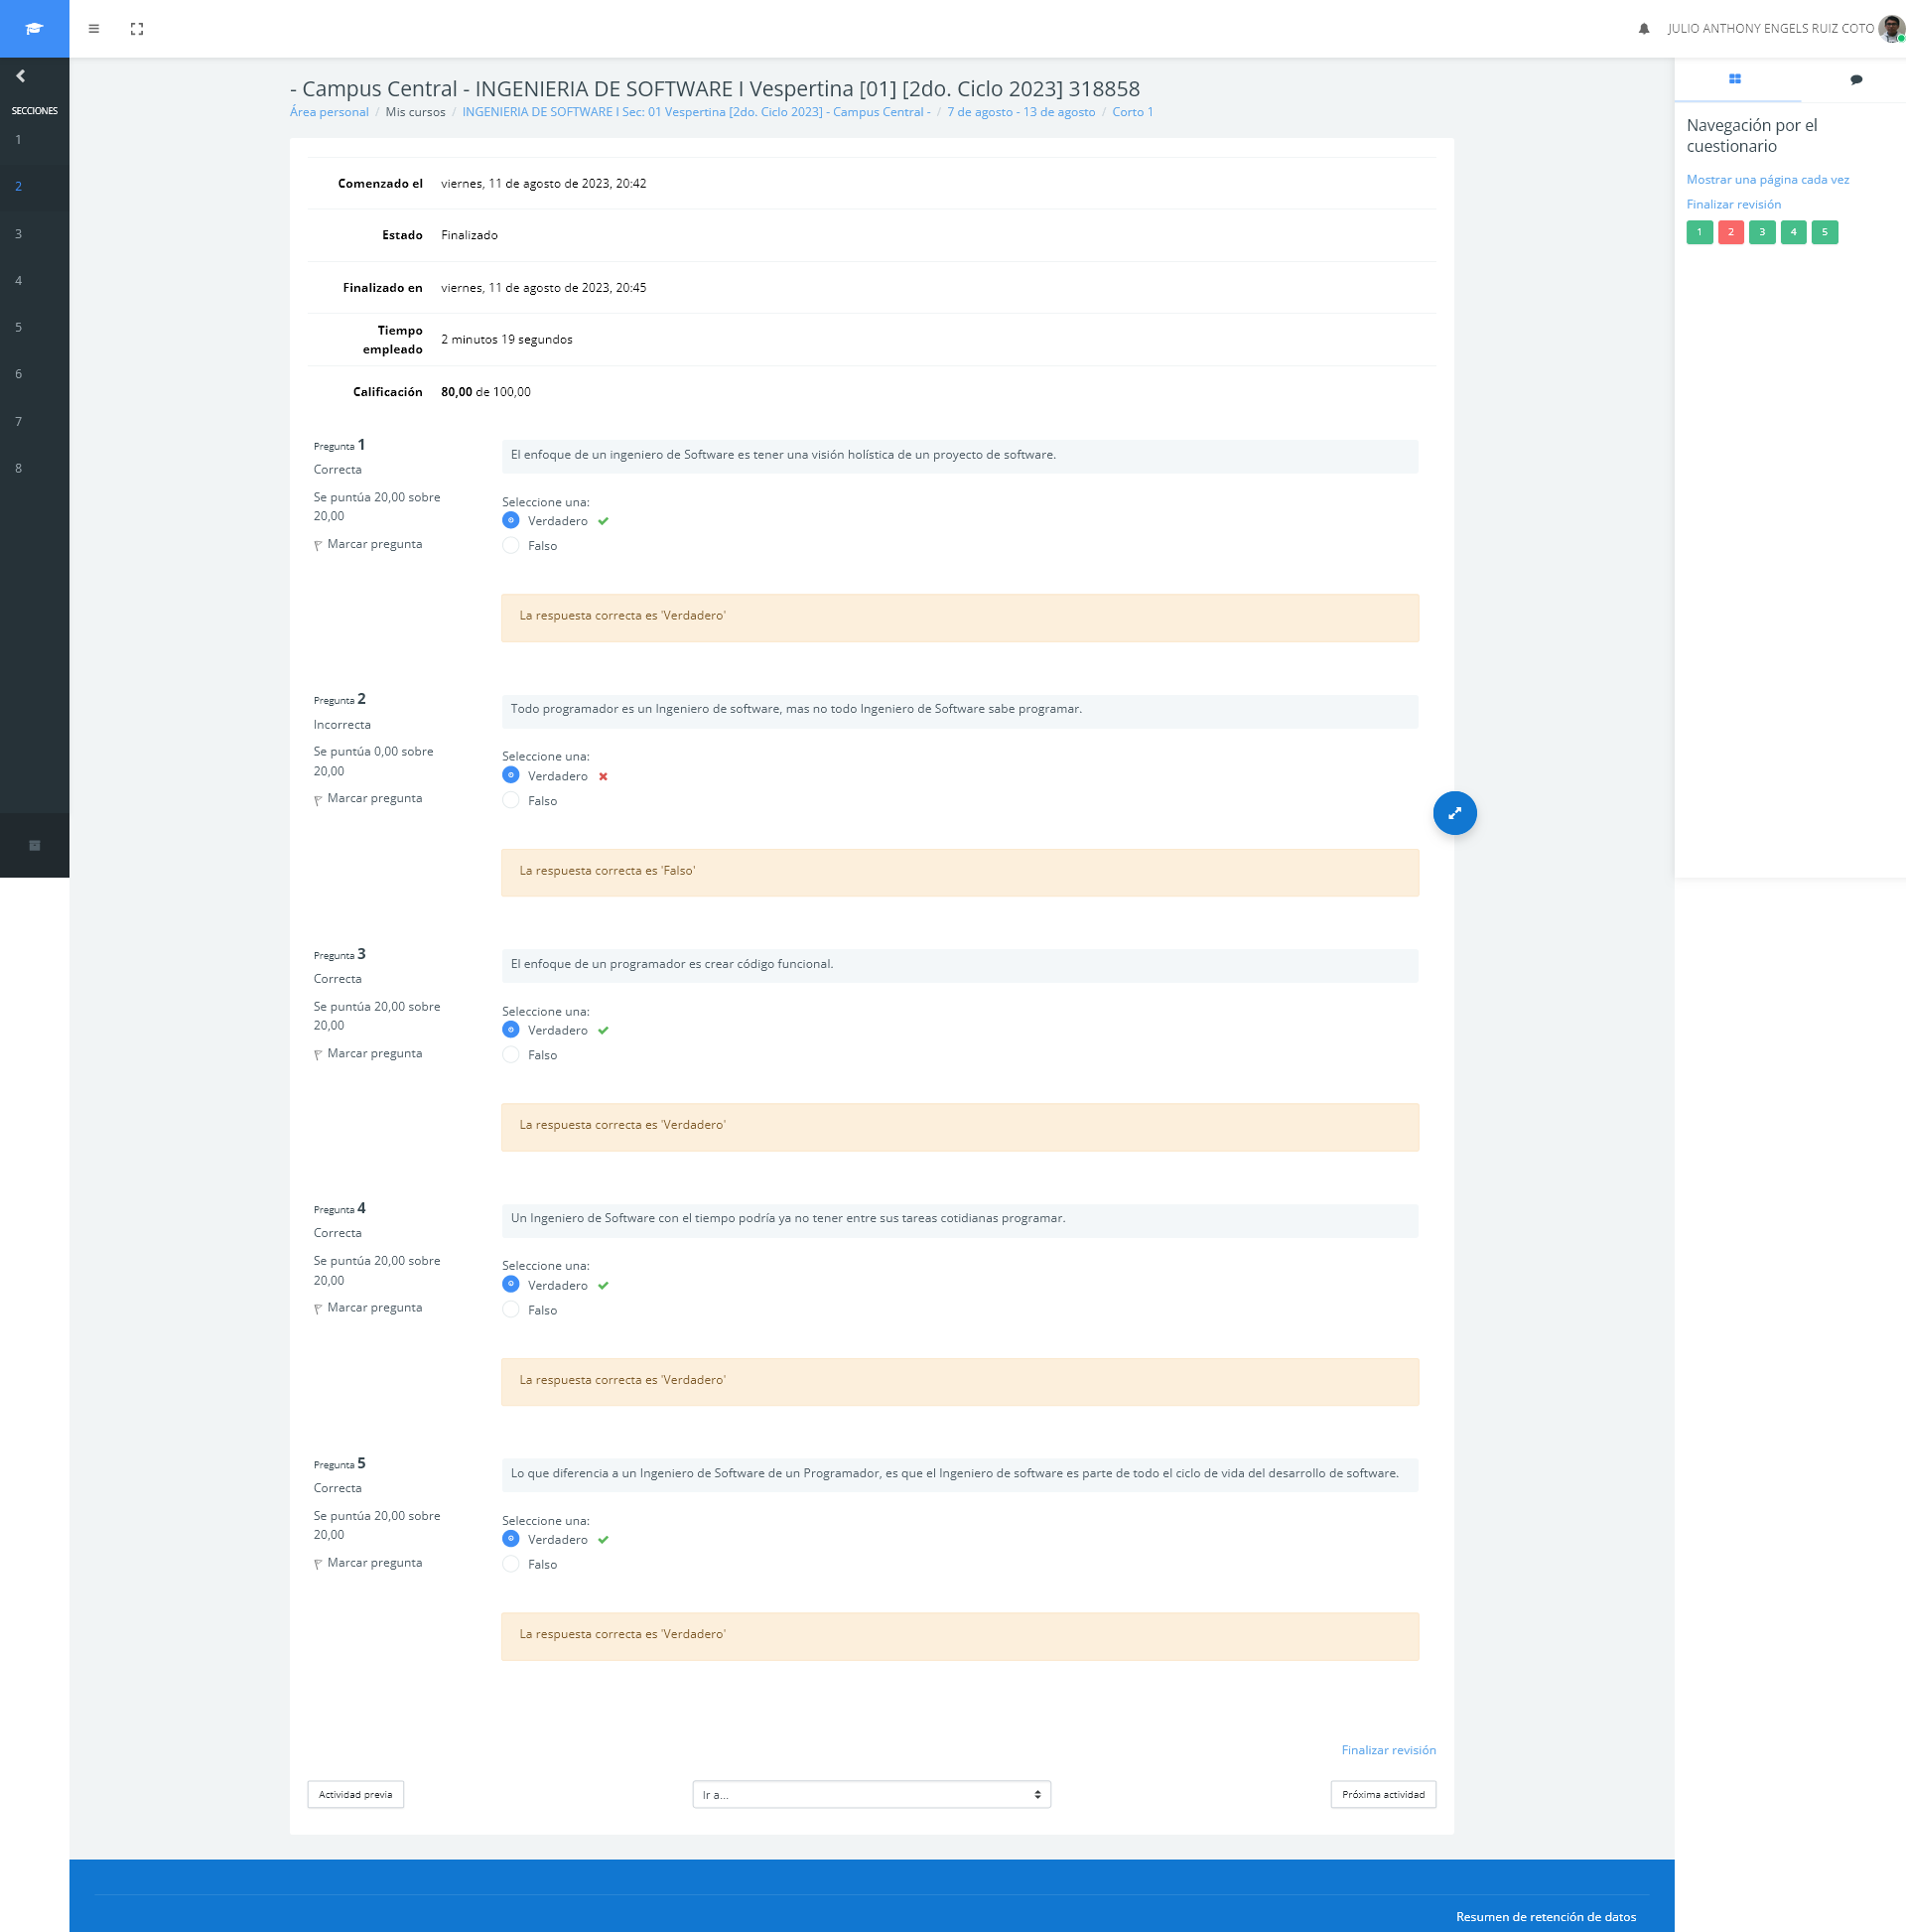 JULIO ANTHONY ENGELS RUIZ COTO
SECCIONES
1
2
3
4
5
6
7
8
- Campus Central - INGENIERIA DE SOFTWARE I Vespertina [01] [2do. Ciclo 2023] 318858
Área personal / Mis cursos / INGENIERIA DE SOFTWARE I Sec: 01 Vespertina [2do. Ciclo 2023] - Campus Central - / 7 de agosto - 13 de agosto / Corto 1
Comenzado el viernes, 11 de agosto de 2023, 20:42
Estado Finalizado
Finalizado en viernes, 11 de agosto de 2023, 20:45
Tiempo
empleado
2 minutos 19 segundos
Calificación 80,00 de 100,00
Pregunta 1
Correcta
Se puntúa 20,00 sobre
20,00
Marcar pregunta
El enfoque de un ingeniero de Software es tener una visión holística de un proyecto de software.
Seleccione una:
Verdadero
Falso
La respuesta correcta es 'Verdadero'
Pregunta 2
Incorrecta
Se puntúa 0,00 sobre
20,00
Marcar pregunta
Todo programador es un Ingeniero de software, mas no todo Ingeniero de Software sabe programar.
Seleccione una:
Verdadero
Falso
La respuesta correcta es 'Falso'
Pregunta 3
Correcta
Se puntúa 20,00 sobre
20,00
Marcar pregunta
El enfoque de un programador es crear código funcional.
Seleccione una:
Verdadero
Falso
La respuesta correcta es 'Verdadero'
Pregunta 4
Correcta
Se puntúa 20,00 sobre
20,00
Marcar pregunta
Un Ingeniero de Software con el tiempo podría ya no tener entre sus tareas cotidianas programar.
Seleccione una:
Verdadero
Falso
La respuesta correcta es 'Verdadero'
Pregunta 5
Correcta
Se puntúa 20,00 sobre
20,00
Marcar pregunta
Lo que diferencia a un Ingeniero de Software de un Programador, es que el Ingeniero de software es parte de todo el ciclo de vida del desarrollo de software.
Seleccione una:
Verdadero
Falso
La respuesta correcta es 'Verdadero'
Finalizar revisión
Actividad previa
Ir a...
Próxima actividad
Navegación por el
cuestionario
Mostrar una página cada vez
Finalizar revisión
1 2 3 4 5
Resumen de retención de datos